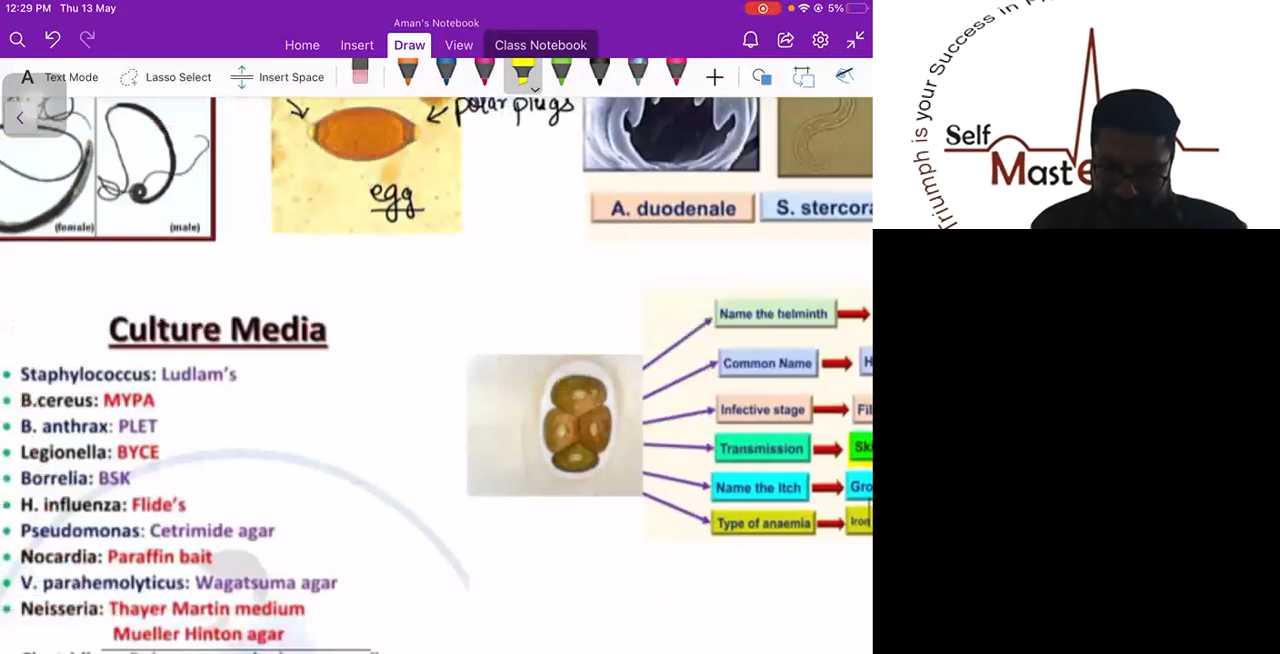 12:29 PM Thu 13 May
5%
Aman's Notebook
Home Insert Draw View Class Notebook
A Text Mode Lasso Select Insert Space
polar plugs
egg
(female) (male)
A. duodenale
S. stercora
Triumph is your Success in
Self
Maste
Culture Media
Staphylococcus: Ludlam's
B.cereus: MYPA
B. anthrax: PLET
Legionella: BYCE
Borrelia: BSK
H. influenza: Flide's
Pseudomonas: Cetrimide agar
Nocardia: Paraffin bait
V. parahemolyticus: Wagatsuma agar
Neisseria: Thayer Martin medium
Mueller Hinton agar
Name the helminth
Common Name H
Infective stage Fil
Transmission Ski
Name the Itch Gro
Type of anaemia Iron